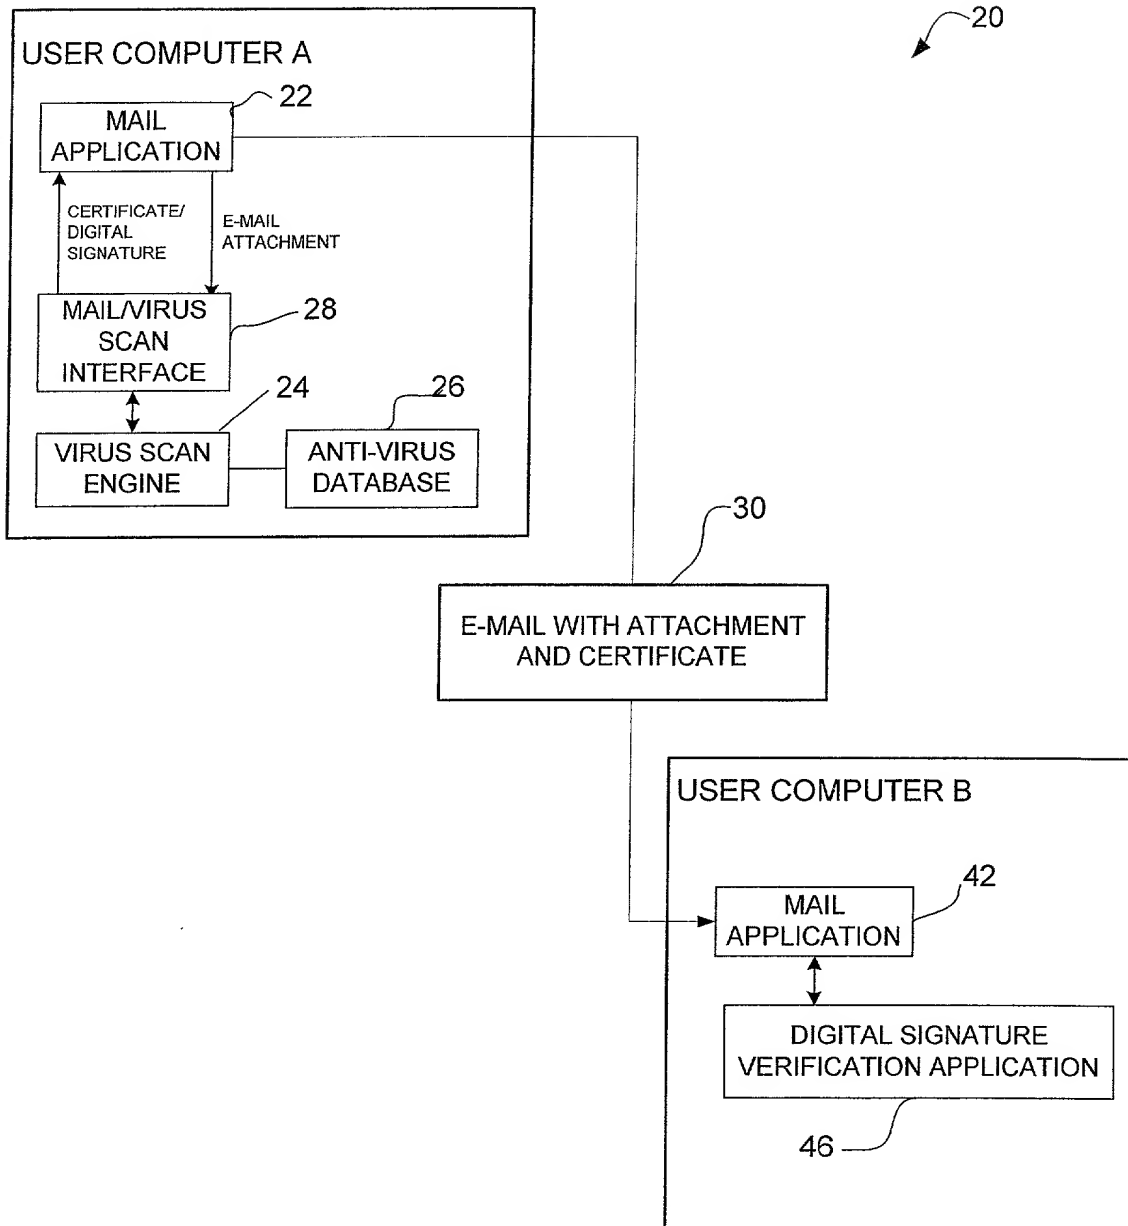 20
USER COMPUTER A
22
MAIL
APPLICATION
CERTIFICATE/
DIGITAL
SIGNATURE
E-MAIL
ATTACHMENT
MAIL/VIRUS
SCAN
INTERFACE
28
24
26
VIRUS SCAN
ENGINE
ANTI-VIRUS
DATABASE
30
E-MAIL WITH ATTACHMENT
AND CERTIFICATE
USER COMPUTER B
42
MAIL
APPLICATION
DIGITAL SIGNATURE
VERIFICATION APPLICATION
46